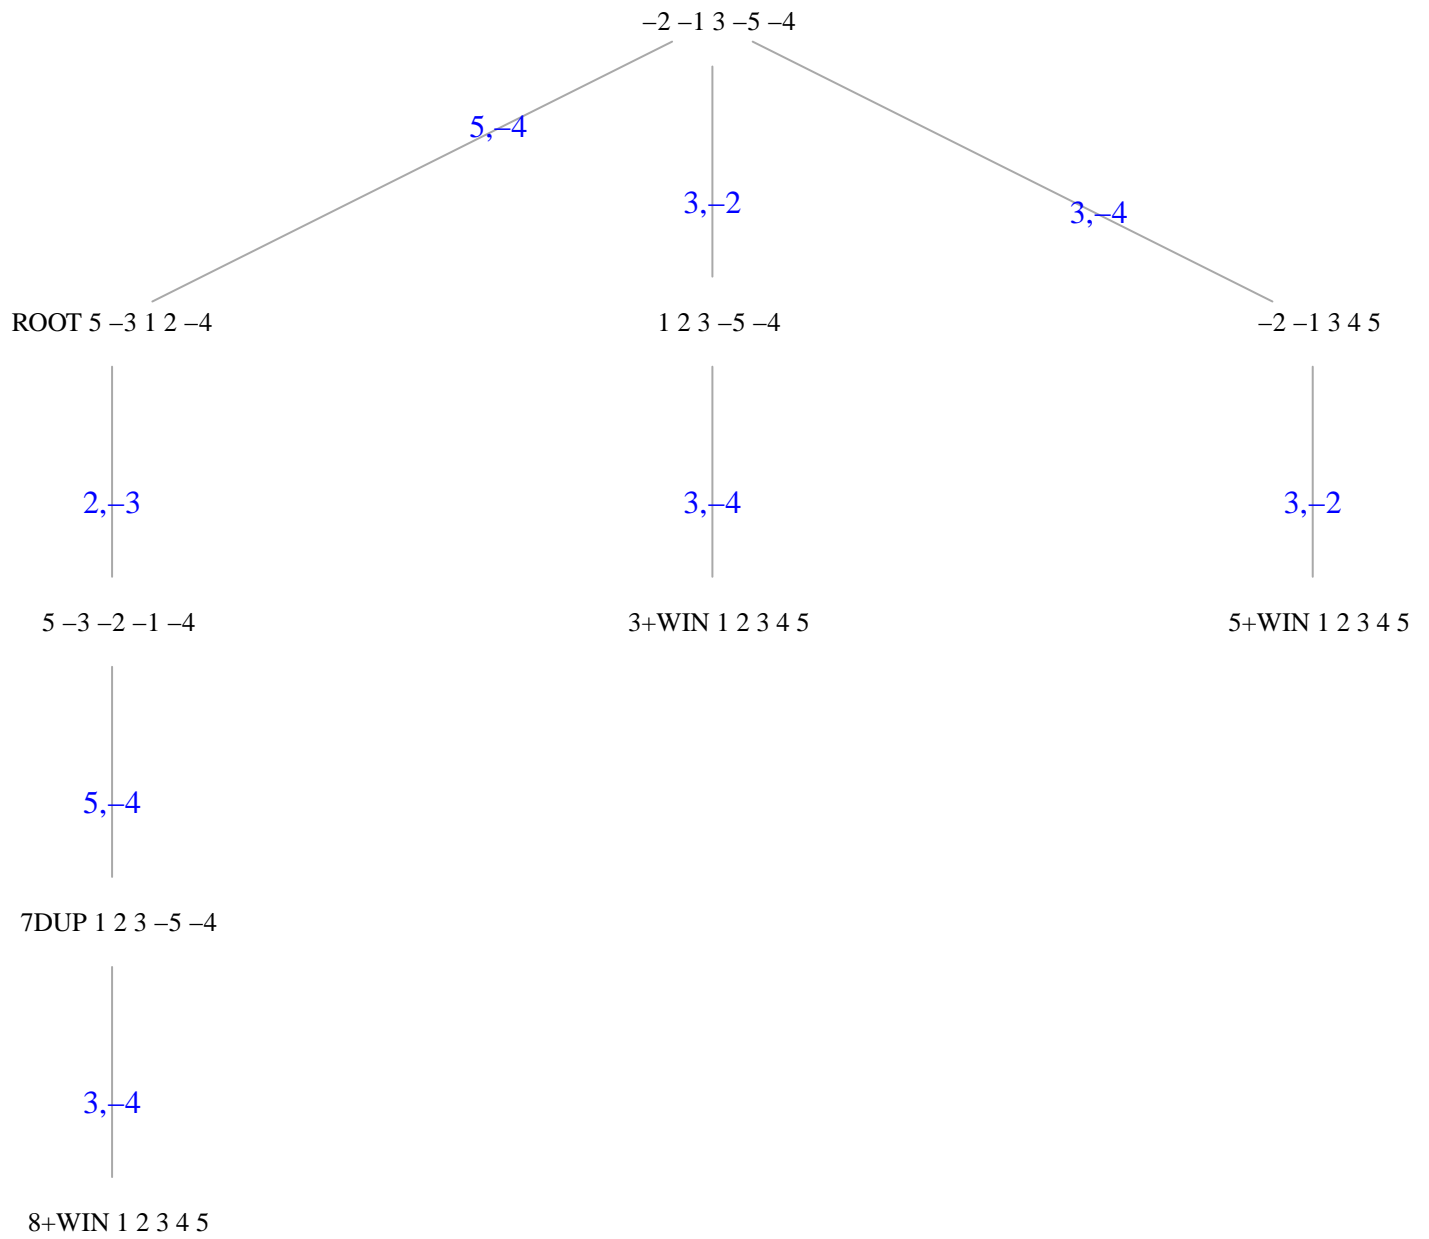 –2 –1 3 –5 –4
5,–4
3,–2
3,–4
ROOT 5 –3 1 2 –4
1 2 3 –5 –4
–2 –1 3 4 5
2,–3
3,–4
3,–2
5 –3 –2 –1 –4
3+WIN 1 2 3 4 5
5+WIN 1 2 3 4 5
5,–4
7DUP 1 2 3 –5 –4
3,–4
8+WIN 1 2 3 4 5